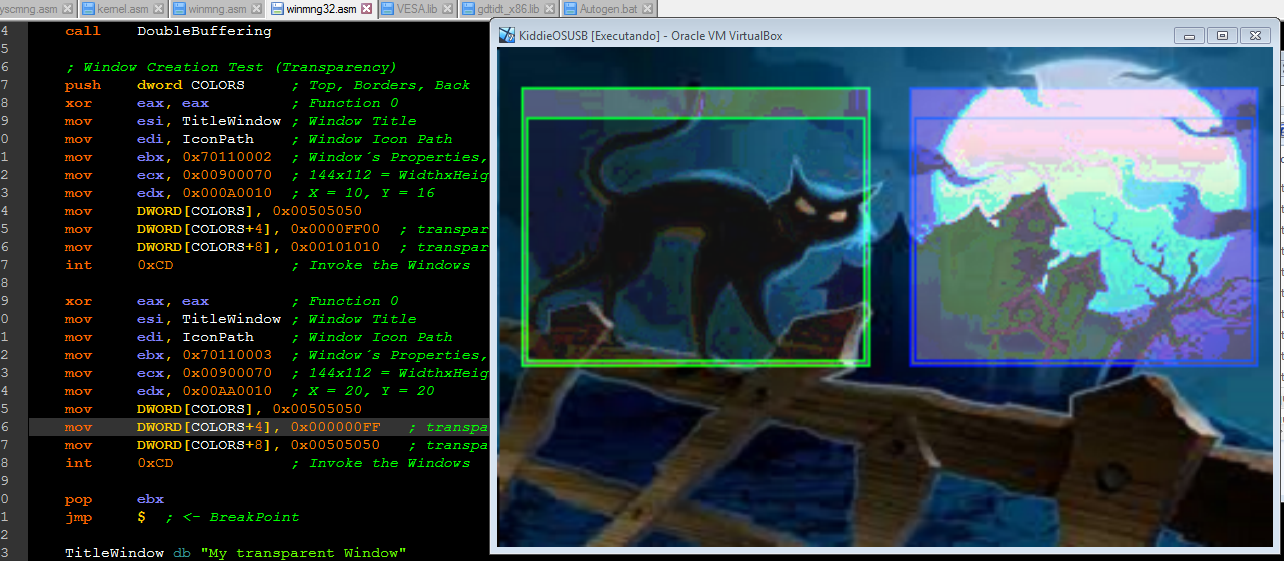 yscmng.asm kernel.asm winmng.asm winmng32.asm VESA.lib gdtidt_x86.lib Autogen.bat
KiddieOSUSB [Executando] - Oracle VM VirtualBox
4 call DoubleBuffering
5
6 ; Window Creation Test (Transparency)
7 push dword COLORS ; Top, Borders, Back
8 xor eax, eax ; Function 0
9 mov esi, TitleWindow ; Window Title
0 mov edi, IconPath ; Window Icon Path
1 mov ebx, 0x70110002 ; Window´s Properties,
2 mov ecx, 0x00900070 ; 144x112 = WidthxHeig
3 mov edx, 0x000A0010 ; X = 10, Y = 16
4 mov DWORD[COLORS], 0x00505050
5 mov DWORD[COLORS+4], 0x0000FF00 ; transpar
6 mov DWORD[COLORS+8], 0x00101010 ; transpar
7 int 0xCD ; Invoke the Windows
8
9 xor eax, eax ; Function 0
0 mov esi, TitleWindow ; Window Title
1 mov edi, IconPath ; Window Icon Path
2 mov ebx, 0x70110003 ; Window´s Properties,
3 mov ecx, 0x00900070 ; 144x112 = WidthxHeig
4 mov edx, 0x00AA0010 ; X = 20, Y = 20
5 mov DWORD[COLORS], 0x00505050
6 mov DWORD[COLORS+4], 0x000000FF ; transpa
7 mov DWORD[COLORS+8], 0x00505050 ; transpa
8 int 0xCD ; Invoke the Windows
9
0 pop ebx
1 jmp $ ; <- BreakPoint
2
3 TitleWindow db "My transparent Window"